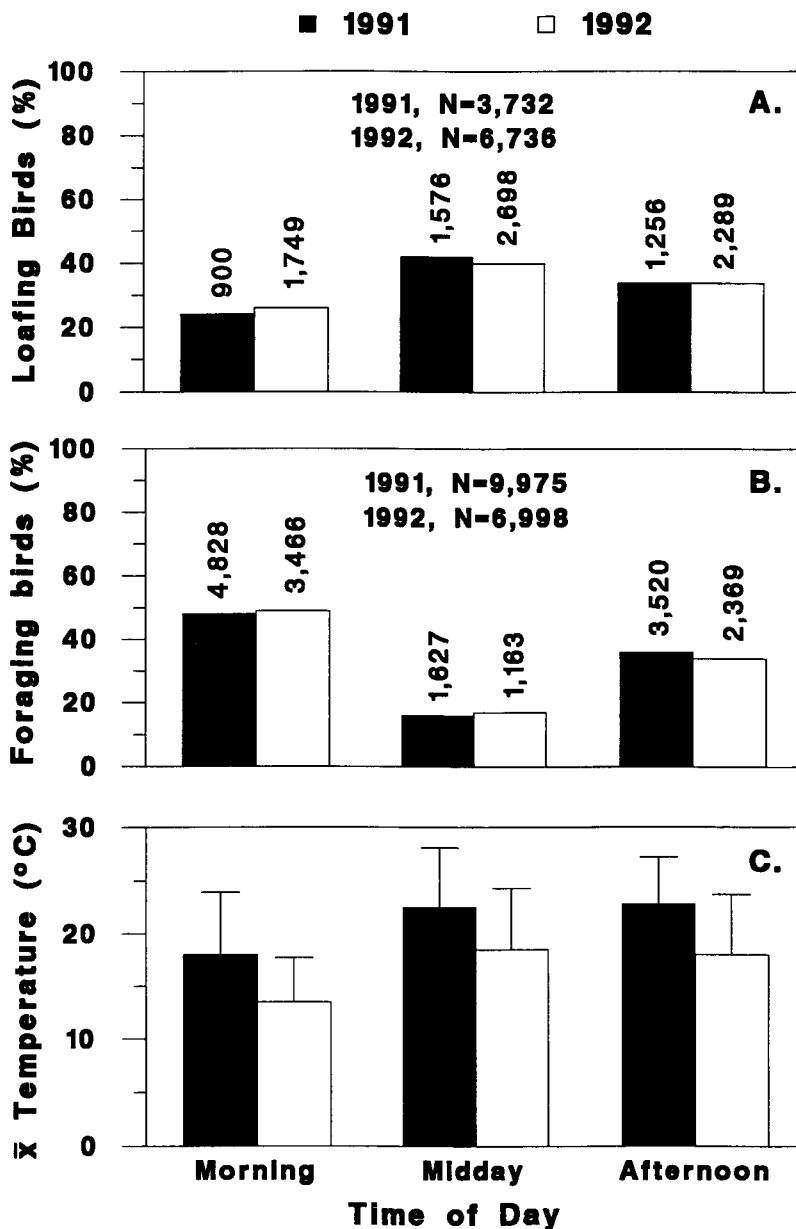 1991 1992
Loafing Birds (%)
100
80
60
40
20
0
1991, N=3,732
1992, N=6,736
A.
900 1,749 1,576 2,698 1,256 2,289
Foraging birds (%)
100
80
60
40
20
0
1991, N=9,975
1992, N=6,998
B.
4,828 3,466 1,627 1,163 3,520 2,369
x̅ Temperature (ºC)
30
20
10
0
C.
Morning Midday Afternoon
Time of Day